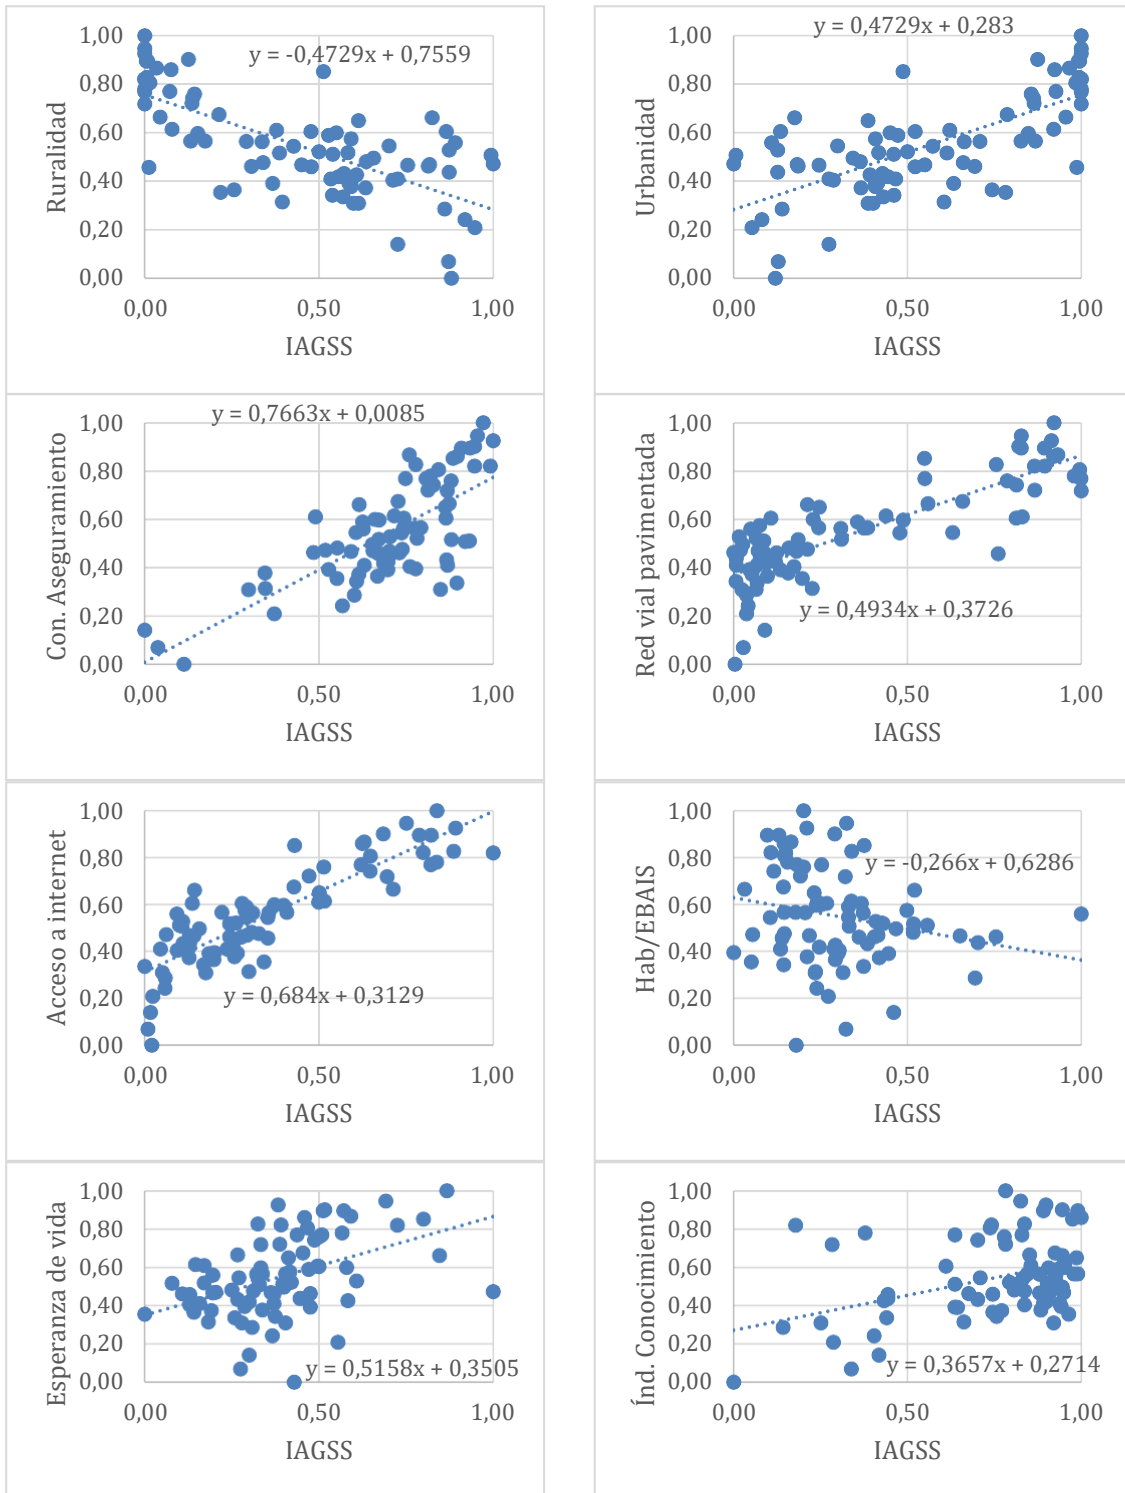 1,00
0,80
0,60
0,40
0,20
0,00
Ruralidad
y = -0,4729x + 0,7559
0,00 0,50 1,00
IAGSS
1,00
0,80
0,60
0,40
0,20
0,00
Urbanidad
y = 0,4729x + 0,283
0,00 0,50 1,00
IAGSS
1,00
0,80
0,60
0,40
0,20
0,00
Con. Aseguramiento
y = 0,7663x + 0,0085
0,00 0,50 1,00
IAGSS
1,00
0,80
0,60
0,40
0,20
0,00
Red vial pavimentada
y = 0,4934x + 0,3726
0,00 0,50 1,00
IAGSS
1,00
0,80
0,60
0,40
0,20
0,00
Acceso a internet
y = 0,684x + 0,3129
0,00 0,50 1,00
IAGSS
1,00
0,80
0,60
0,40
0,20
0,00
Hab/EBAIS
y = -0,266x + 0,6286
0,00 0,50 1,00
IAGSS
1,00
0,80
0,60
0,40
0,20
0,00
Esperanza de vida
y = 0,5158x + 0,3505
0,00 0,50 1,00
IAGSS
1,00
0,80
0,60
0,40
0,20
0,00
Índ. Conocimiento
y = 0,3657x + 0,2714
0,00 0,50 1,00
IAGSS